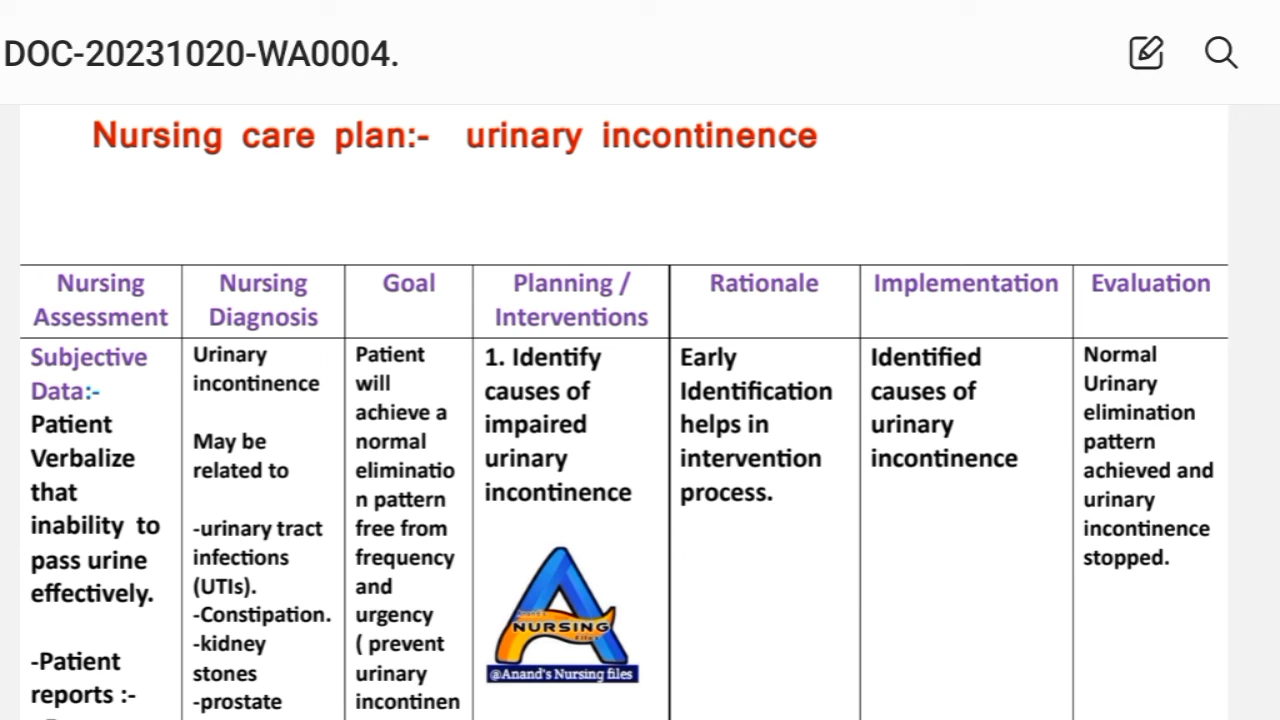 DOC-20231020-WA0004.
Nursing care plan:- urinary incontinence
Nursing
Assessment
Nursing
Diagnosis
Goal
Planning /
Interventions
Rationale
Implementation
Evaluation
Subjective
Data:-
Patient
Verbalize
that
inability to
pass urine
effectively.
-Patient
reports :-
Urinary
incontinence
May be
related to
-urinary tract
infections
(UTIs).
-Constipation.
-kidney
stones
-prostate
Patient
will
achieve a
normal
eliminatio
n pattern
free from
frequency
and
urgency
( prevent
urinary
incontinen
1. Identify
causes of
impaired
urinary
incontinence
Anand's
NURSING
Files
@Anand's Nursing files
Early
Identification
helps in
intervention
process.
Identified
causes of
urinary
incontinence
Normal
Urinary
elimination
pattern
achieved and
urinary
incontinence
stopped.